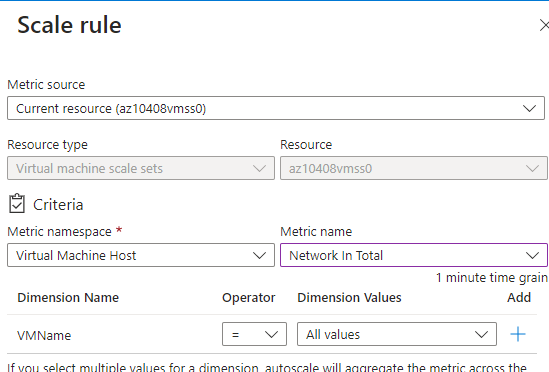 Scale rule
Metric source
Current resource (az10408vmss0)
Resource type Resource
Virtual machine scale sets az10408vmss0
Criteria
Metric namespace * Metric name
Virtual Machine Host Network In Total
1 minute time grain
Dimension Name Operator Dimension Values Add
VMName = All values +
If you select multiple values for a dimension, autoscale will aggregate the metric across the